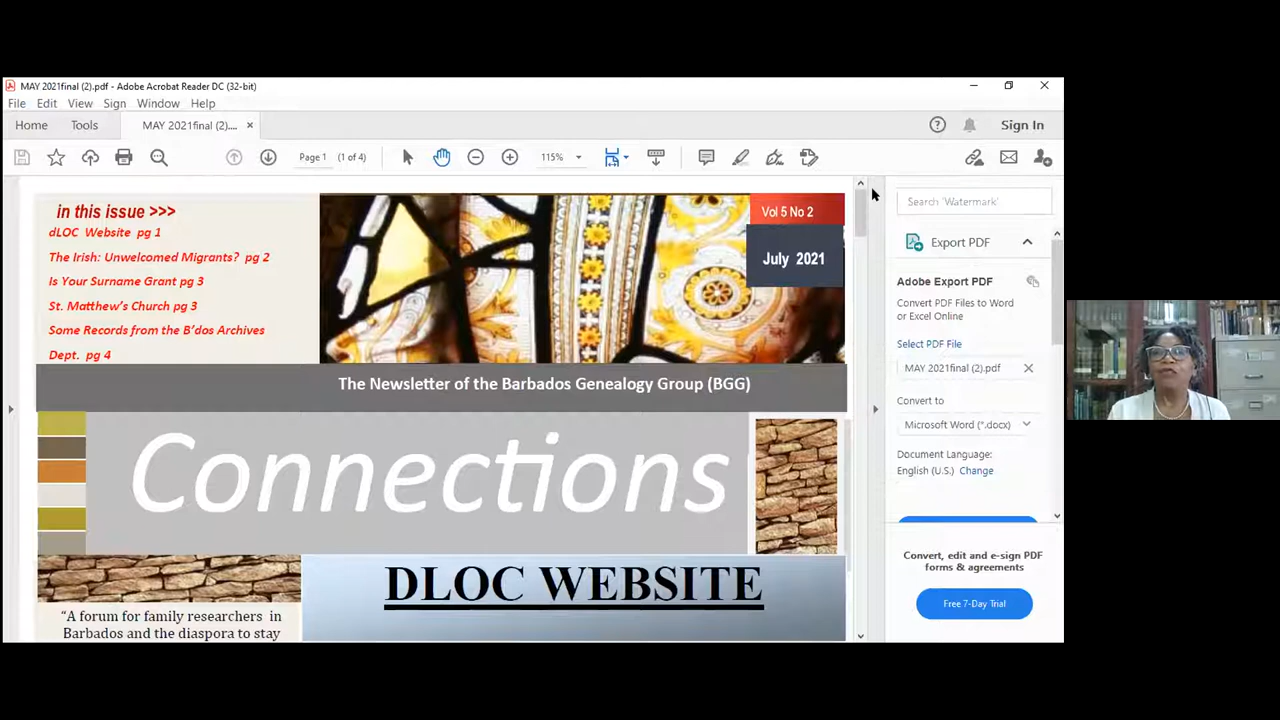 MAY 2021final (2).pdf - Adobe Acrobat Reader DC (32-bit)
File Edit View Sign Window Help
Home Tools MAY 2021final (2).... × Sign In
Page 1 (1 of 4) 115%
in this issue >>>
dLOC Website pg 1
The Irish: Unwelcomed Migrants? pg 2
Is Your Surname Grant pg 3
St. Matthew's Church pg 3
Some Records from the B'dos Archives
Dept. pg 4
Vol 5 No 2
July 2021
The Newsletter of the Barbados Genealogy Group (BGG)
Connections
DLOC WEBSITE
“A forum for family researchers in
Barbados and the diaspora to stay
Search 'Watermark'
Export PDF
Adobe Export PDF
Convert PDF Files to Word
or Excel Online
Select PDF File
MAY 2021final (2).pdf
Convert to
Microsoft Word (*.docx)
Document Language:
English (U.S.) Change
Convert, edit and e-sign PDF
forms & agreements
Free 7-Day Trial